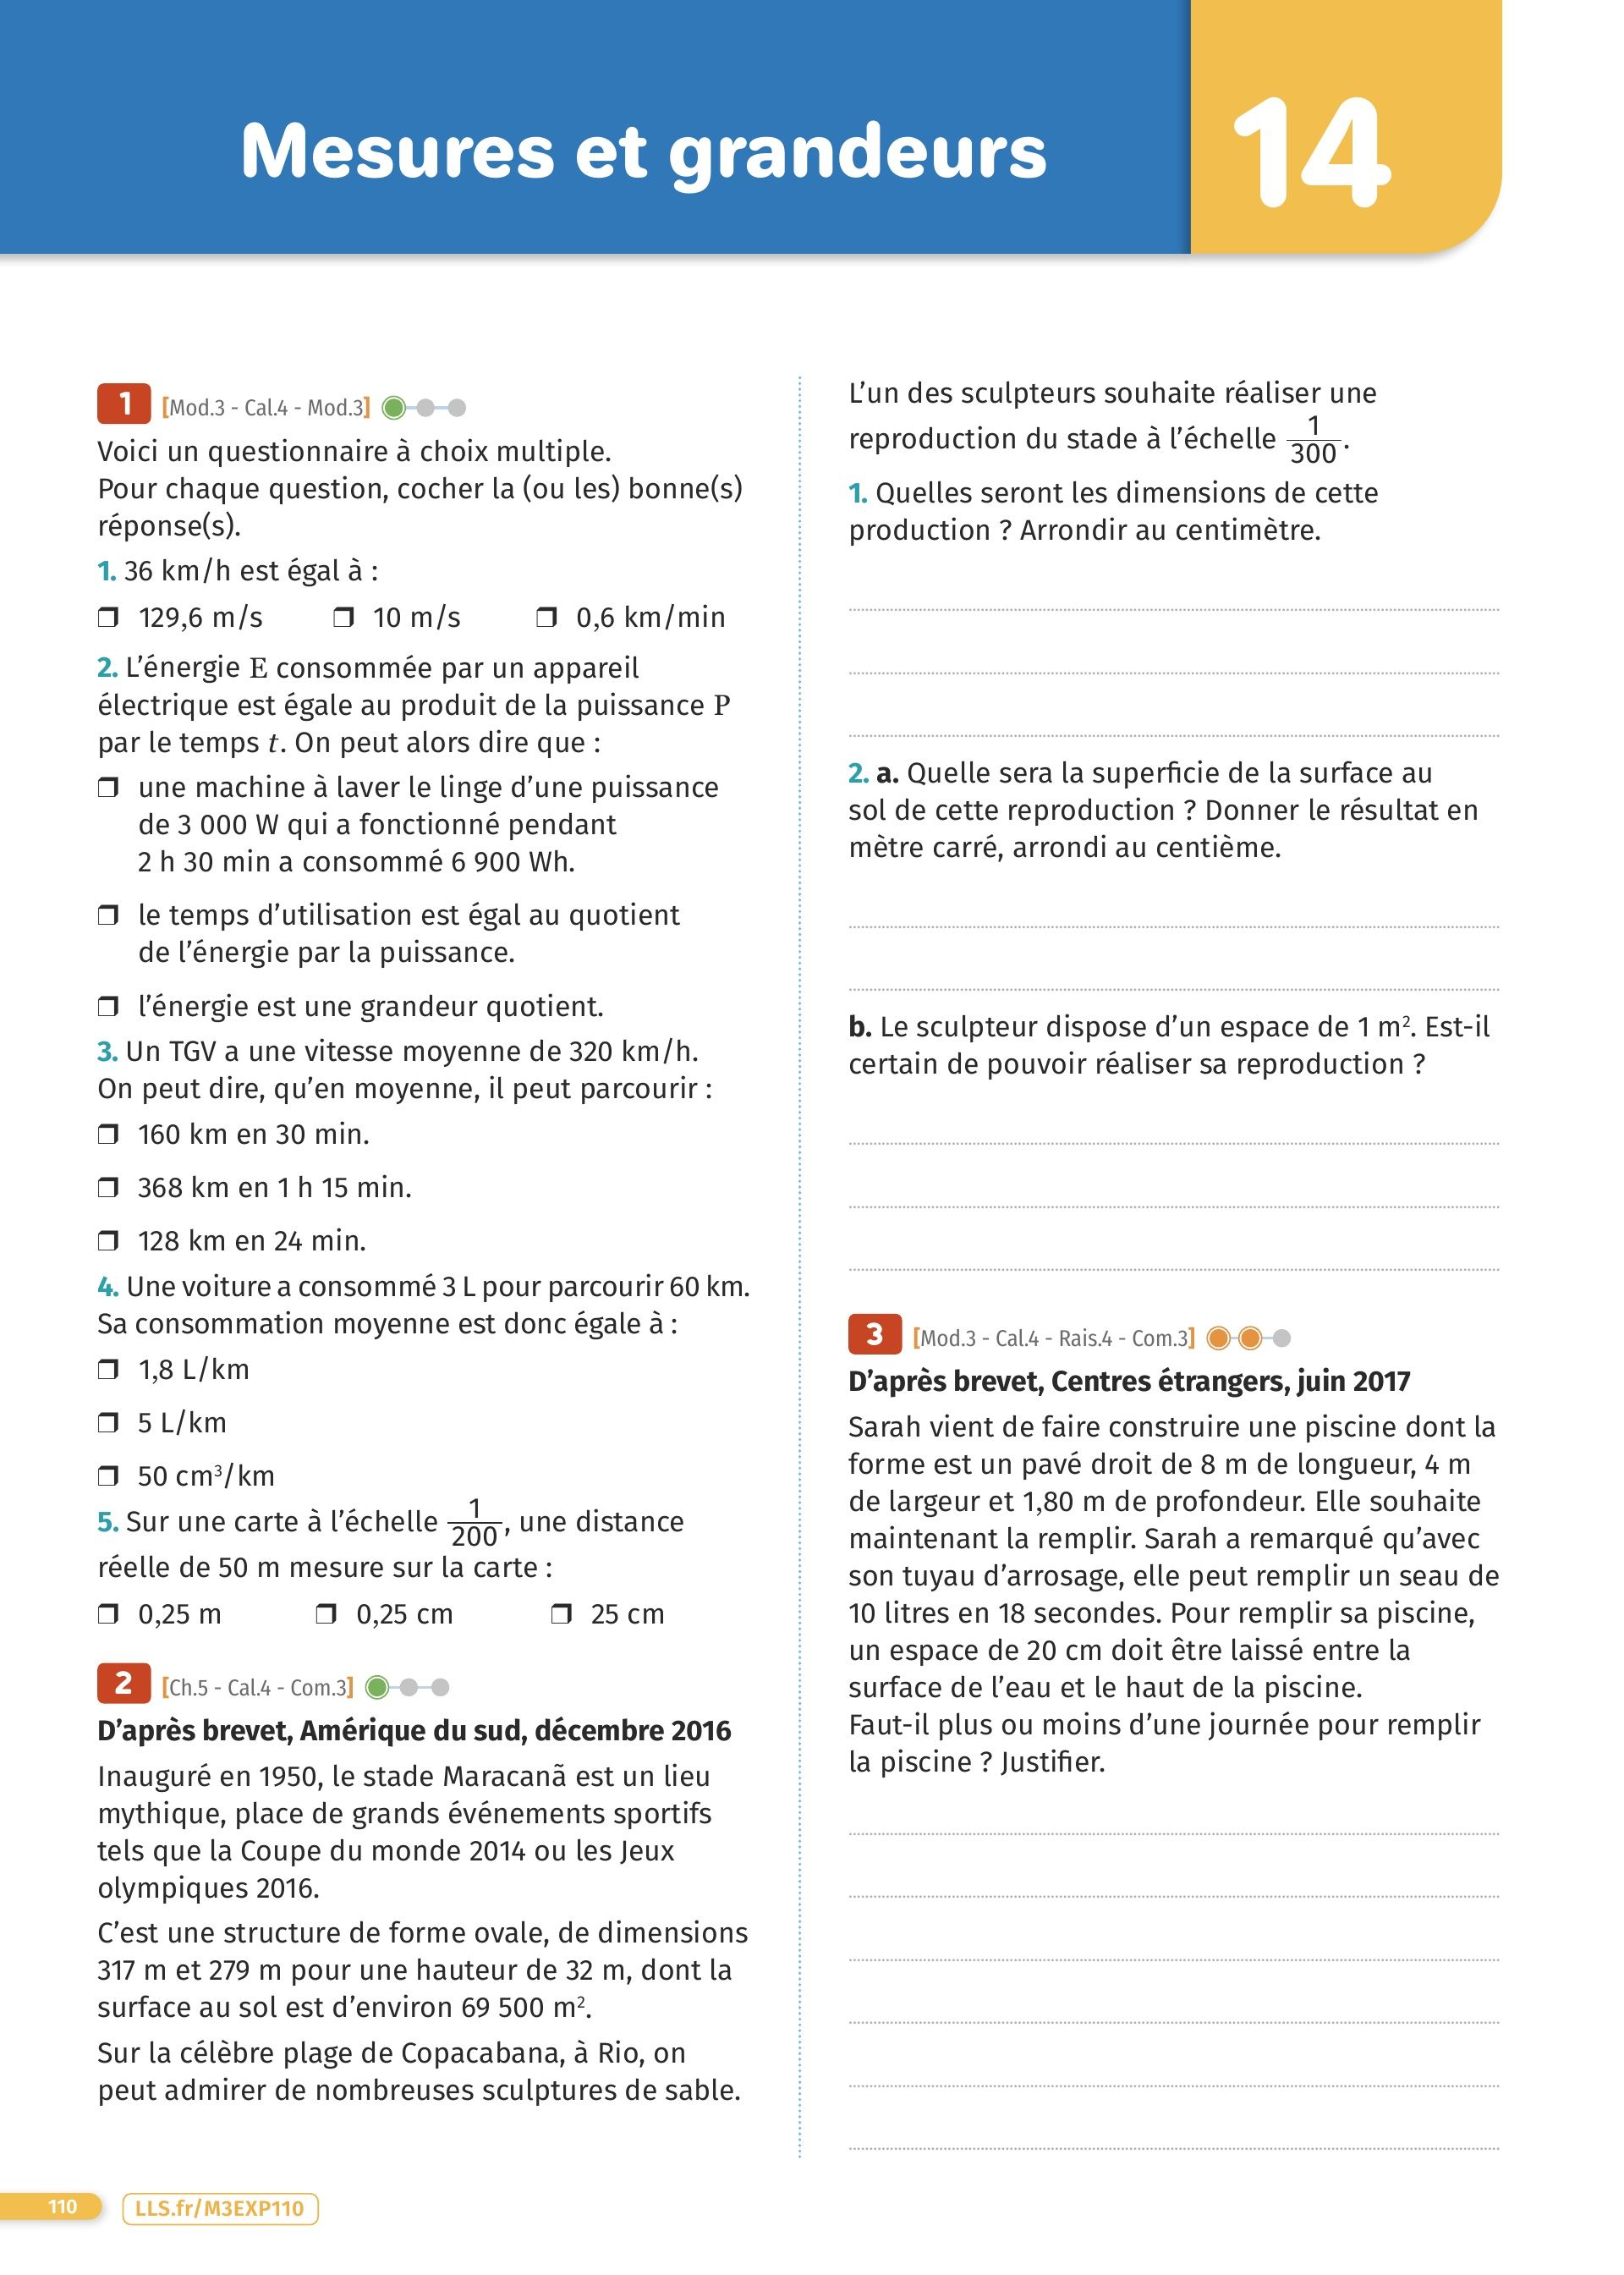 Mesures et grandeurs
14
1 [Mod.3 - Cal.4 - Mod.3]
Voici un questionnaire à choix multiple.
Pour chaque question, cocher la (ou les) bonne(s)
réponse(s).
1. 36 km/h est égal à :
❒ 129,6 m/s ❒ 10 m/s ❒ 0,6 km/min
2. L’énergie E consommée par un appareil
électrique est égale au produit de la puissance P
par le temps t. On peut alors dire que :
❒ une machine à laver le linge d’une puissance
de 3 000 W qui a fonctionné pendant
2 h 30 min a consommé 6 900 Wh.
❒ le temps d’utilisation est égal au quotient
de l’énergie par la puissance.
❒ l’énergie est une grandeur quotient.
3. Un TGV a une vitesse moyenne de 320 km/h.
On peut dire, qu’en moyenne, il peut parcourir :
❒ 160 km en 30 min.
❒ 368 km en 1 h 15 min.
❒ 128 km en 24 min.
4. Une voiture a consommé 3 L pour parcourir 60 km.
Sa consommation moyenne est donc égale à :
❒ 1,8 L/km
❒ 5 L/km
❒ 50 cm³/km
5. Sur une carte à l’échelle 1/200, une distance
réelle de 50 m mesure sur la carte :
❒ 0,25 m ❒ 0,25 cm ❒ 25 cm
2 [Ch.5 - Cal.4 - Com.3]
D’après brevet, Amérique du sud, décembre 2016
Inauguré en 1950, le stade Maracanã est un lieu
mythique, place de grands événements sportifs
tels que la Coupe du monde 2014 ou les Jeux
olympiques 2016.
C’est une structure de forme ovale, de dimensions
317 m et 279 m pour une hauteur de 32 m, dont la
surface au sol est d’environ 69 500 m².
Sur la célèbre plage de Copacabana, à Rio, on
peut admirer de nombreuses sculptures de sable.
L’un des sculpteurs souhaite réaliser une
reproduction du stade à l’échelle 1/300.
1. Quelles seront les dimensions de cette
production ? Arrondir au centimètre.
2. a. Quelle sera la superficie de la surface au
sol de cette reproduction ? Donner le résultat en
mètre carré, arrondi au centième.
b. Le sculpteur dispose d’un espace de 1 m². Est-il
certain de pouvoir réaliser sa reproduction ?
3 [Mod.3 - Cal.4 - Rais.4 - Com.3]
D’après brevet, Centres étrangers, juin 2017
Sarah vient de faire construire une piscine dont la
forme est un pavé droit de 8 m de longueur, 4 m
de largeur et 1,80 m de profondeur. Elle souhaite
maintenant la remplir. Sarah a remarqué qu’avec
son tuyau d’arrosage, elle peut remplir un seau de
10 litres en 18 secondes. Pour remplir sa piscine,
un espace de 20 cm doit être laissé entre la
surface de l’eau et le haut de la piscine.
Faut-il plus ou moins d’une journée pour remplir
la piscine ? Justifier.
110
LLS.fr/M3EXP110